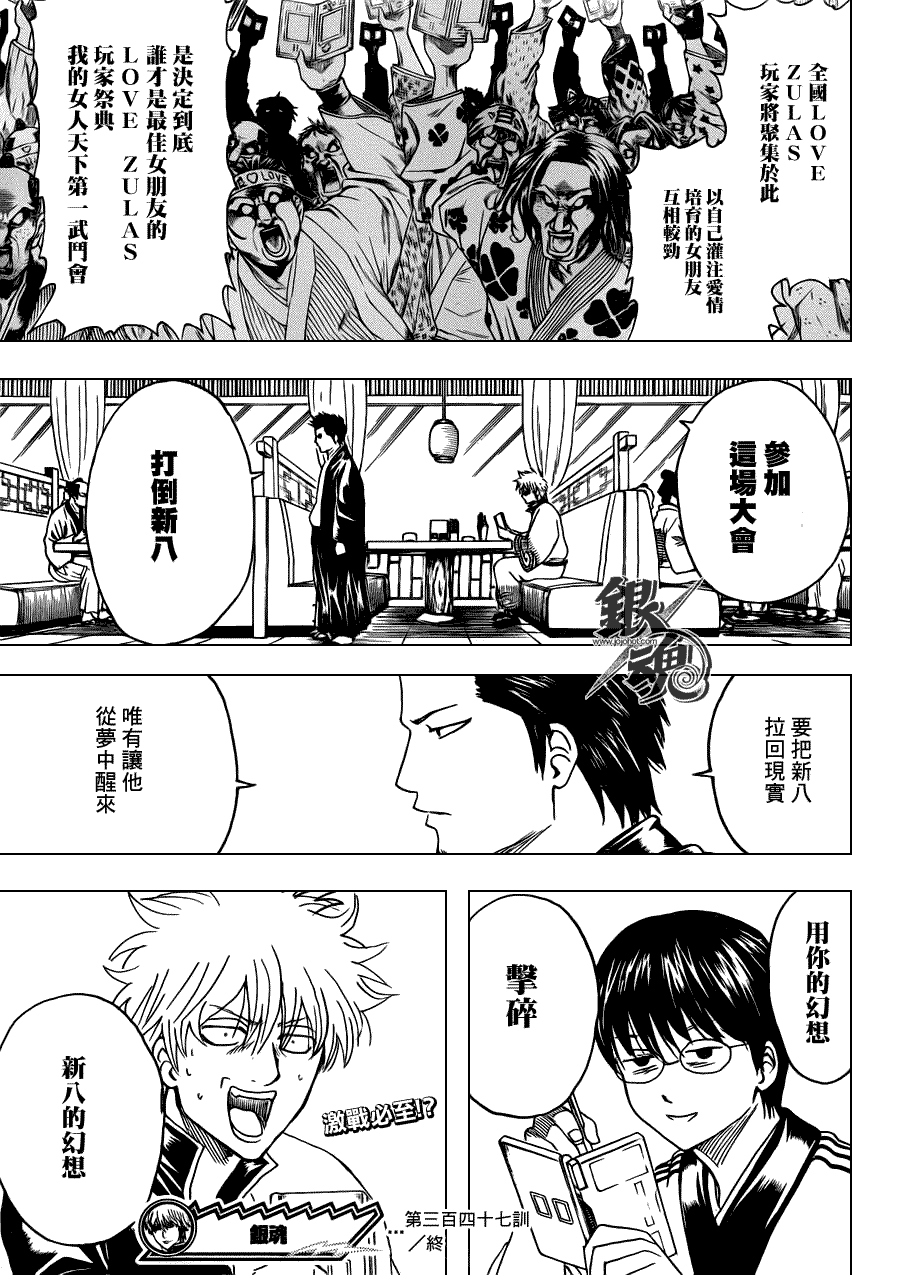 全國LOVE
ZULAS
玩家將聚集於此
以自己灌注愛情
培育的女朋友
互相較勁
是決定到底
誰才是最佳女朋友的
LOVE ZULAS
玩家祭典
我的女人天下第一武鬥會
LOVE
參加
這場大會
打倒新八
銀魂
www.jojohot.com
要把新八
拉回現實
唯有讓他
從夢中醒來
用你的幻想
擊碎
新八的幻想
激戰必至!?
銀魂
…第三百四十七訓
／終